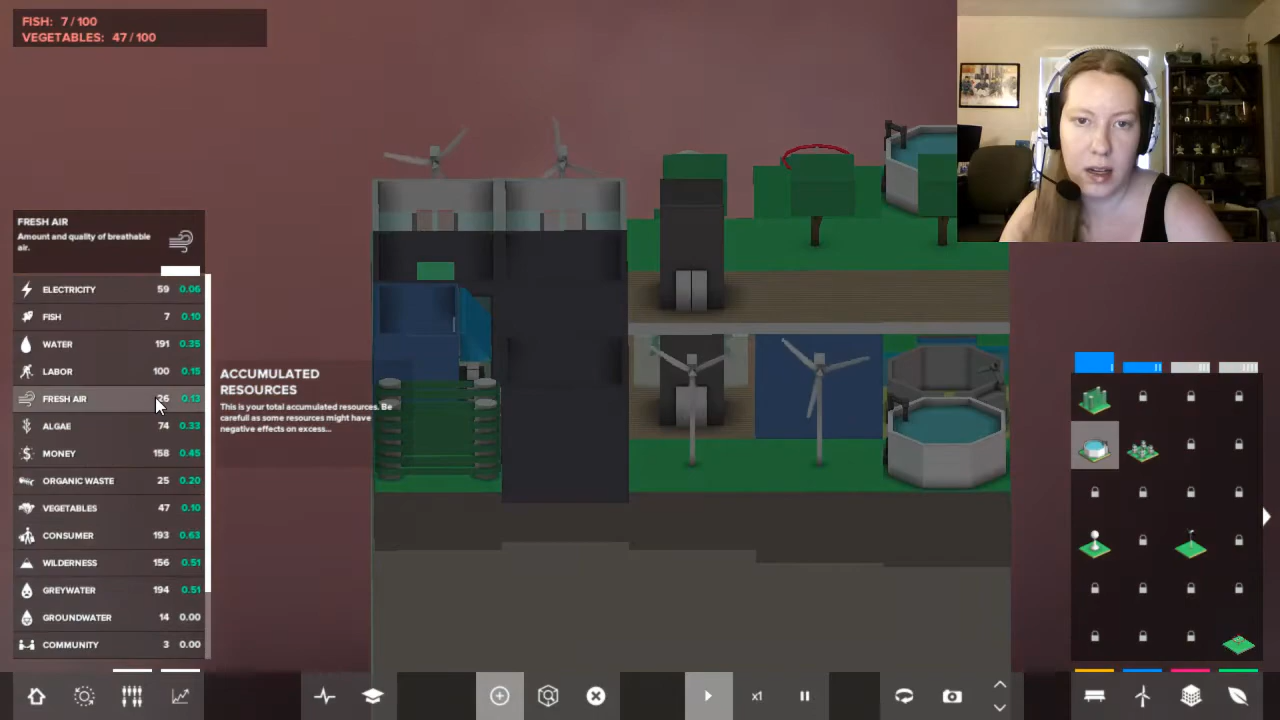 FISH: 7 / 100
VEGETABLES: 47 / 100
FRESH AIR
Amount and quality of breathable
air.
ELECTRICITY 59 0.06
FISH 7 0.10
WATER 191 0.35
LABOR 100 0.15
FRESH AIR 26 0.13
ALGAE 74 0.33
MONEY 158 0.45
ORGANIC WASTE 25 0.20
VEGETABLES 47 0.10
CONSUMER 193 0.63
WILDERNESS 156 0.51
GREYWATER 194 0.51
GROUNDWATER 14 0.00
COMMUNITY 3 0.00
ACCUMULATED
RESOURCES
This is your total accumulated resources. Be
carefull as some resources might have
negative effects on excess...
x1